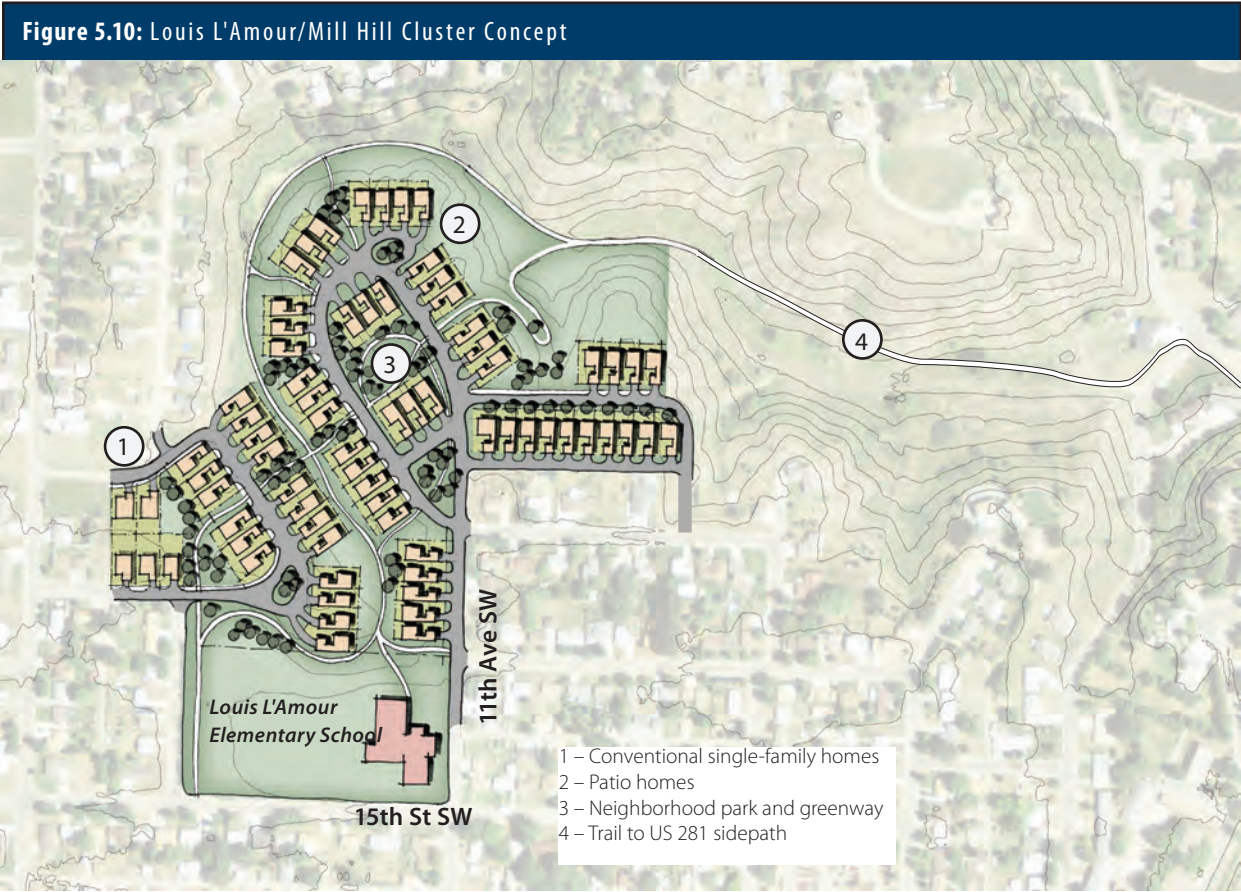 Figure 5.10: Louis L'Amour/Mill Hill Cluster Concept
2
3
4
1
11th Ave SW
Louis L'Amour
Elementary School
15th St SW
1 – Conventional single-family homes
2 – Patio homes
3 – Neighborhood park and greenway
4 – Trail to US 281 sidepath